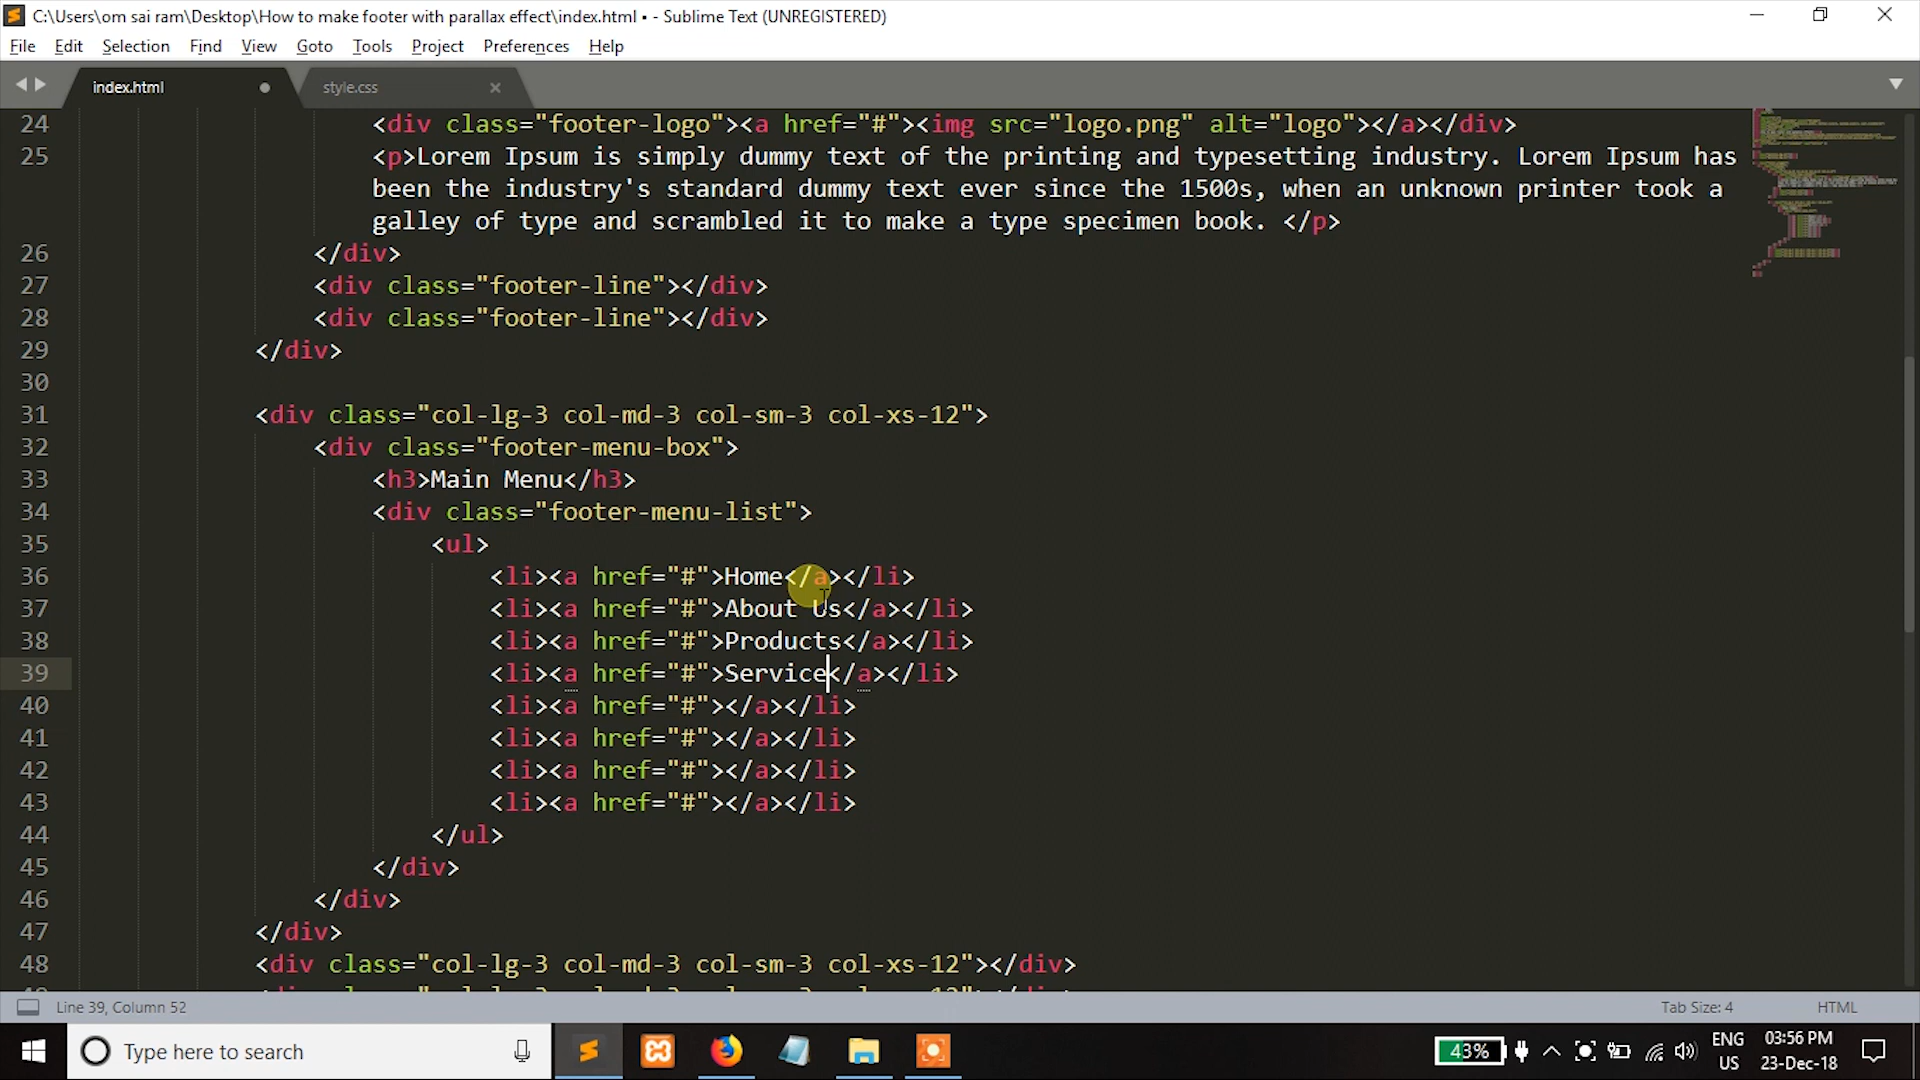 C:\Users\om sai ram\Desktop\How to make footer with parallax effect\index.html • - Sublime Text (UNREGISTERED)
File Edit Selection Find View Goto Tools Project Preferences Help
index.html style.css
24 <div class="footer-logo"><a href="#"><img src="logo.png" alt="logo"></a></div>
25 <p>Lorem Ipsum is simply dummy text of the printing and typesetting industry. Lorem Ipsum has
been the industry's standard dummy text ever since the 1500s, when an unknown printer took a
galley of type and scrambled it to make a type specimen book. </p>
26 </div>
27 <div class="footer-line"></div>
28 <div class="footer-line"></div>
29 </div>
30
31 <div class="col-lg-3 col-md-3 col-sm-3 col-xs-12">
32 <div class="footer-menu-box">
33 <h3>Main Menu</h3>
34 <div class="footer-menu-list">
35 <ul>
36 <li><a href="#">Home</a></li>
37 <li><a href="#">About Us</a></li>
38 <li><a href="#">Products</a></li>
39 <li><a href="#">Service</a></li>
40 <li><a href="#"></a></li>
41 <li><a href="#"></a></li>
42 <li><a href="#"></a></li>
43 <li><a href="#"></a></li>
44 </ul>
45 </div>
46 </div>
47 </div>
48 <div class="col-lg-3 col-md-3 col-sm-3 col-xs-12"></div>
Line 39, Column 52 Tab Size: 4 HTML
Type here to search 43% ENG 03:56 PM
US 23-Dec-18